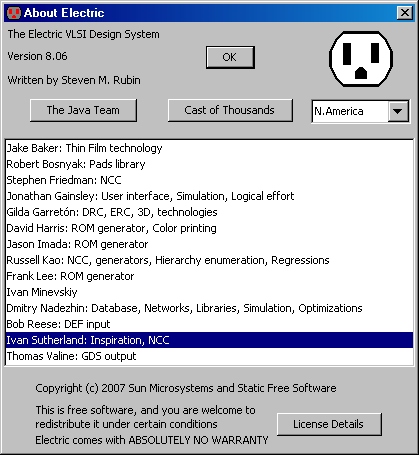 About Electric
The Electric VLSI Design System
Version 8.06
OK
Written by Steven M. Rubin
The Java Team
Cast of Thousands
N.America
Jake Baker: Thin Film technology
Robert Bosnyak: Pads library
Stephen Friedman: NCC
Jonathan Gainsley: User interface, Simulation, Logical effort
Gilda Garretón: DRC, ERC, 3D, technologies
David Harris: ROM generator, Color printing
Jason Imada: ROM generator
Russell Kao: NCC, generators, Hierarchy enumeration, Regressions
Frank Lee: ROM generator
Ivan Minevskiy
Dmitry Nadezhin: Database, Networks, Libraries, Simulation, Optimizations
Bob Reese: DEF input
Ivan Sutherland: Inspiration, NCC
Thomas Valine: GDS output
Copyright (c) 2007 Sun Microsystems and Static Free Software
This is free software, and you are welcome to
redistribute it under certain conditions
License Details
Electric comes with ABSOLUTELY NO WARRANTY